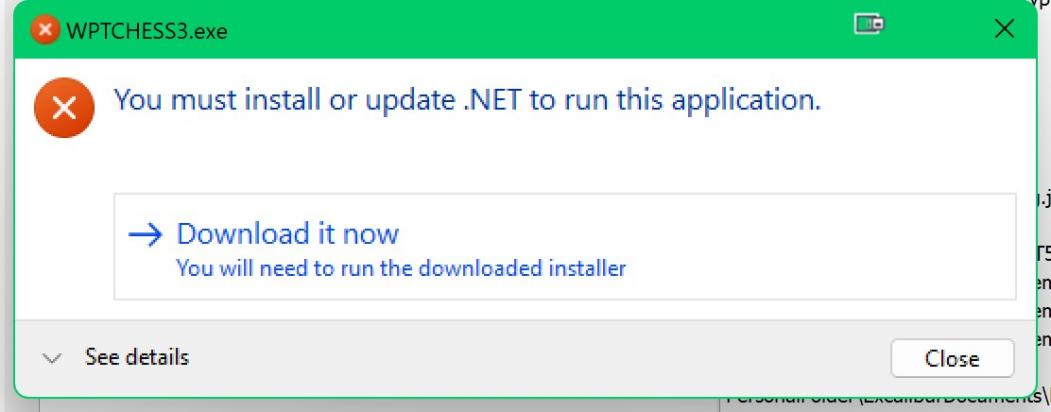 WPTCHESS3.exe
You must install or update .NET to run this application.
Download it now
You will need to run the downloaded installer
See details
Close